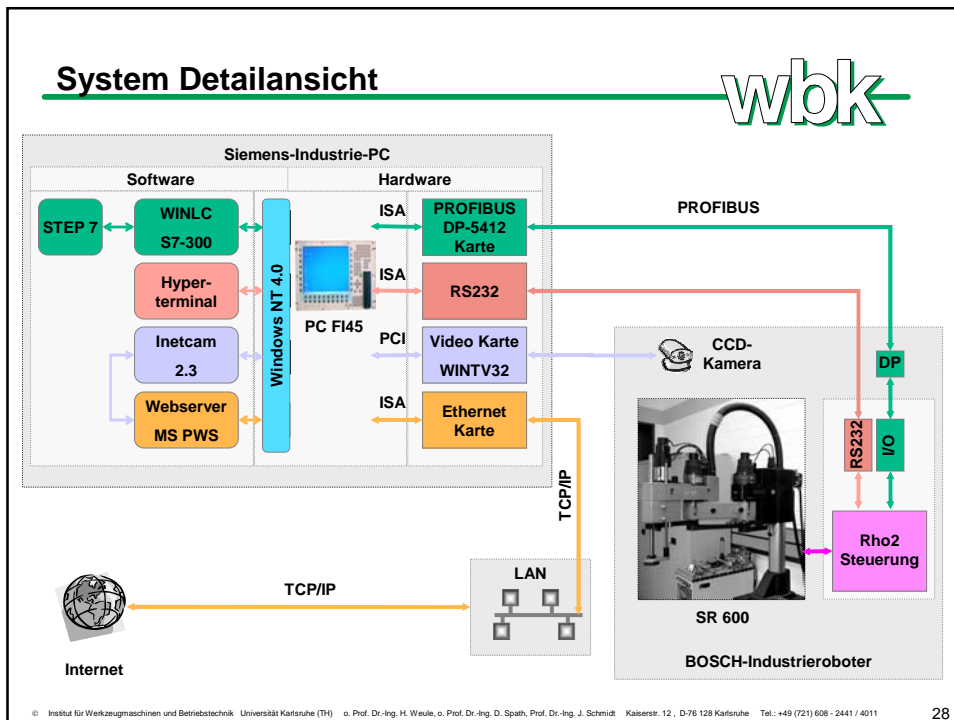 System Detailansicht
wbk
Siemens-Industrie-PC
Software
Hardware
STEP 7
WINLC
S7-300
Hyper-
terminal
Inetcam
2.3
Webserver
MS PWS
Windows NT 4.0
PC FI45
ISA
ISA
PCI
ISA
PROFIBUS
DP-5412
Karte
RS232
Video Karte
WINTV32
Ethernet
Karte
PROFIBUS
CCD-
Kamera
DP
RS232
I/O
Rho2
Steuerung
SR 600
BOSCH-Industrieroboter
TCP/IP
LAN
TCP/IP
Internet
© Institut für Werkzeugmaschinen und Betriebstechnik Universität Karlsruhe (TH) o. Prof. Dr.-Ing. H. Weule, o. Prof. Dr.-Ing. D. Spath, Prof. Dr.-Ing. J. Schmidt Kaiserstr. 12 , D-76 128 Karlsruhe Tel.: +49 (721) 608 - 2441 / 4011
28